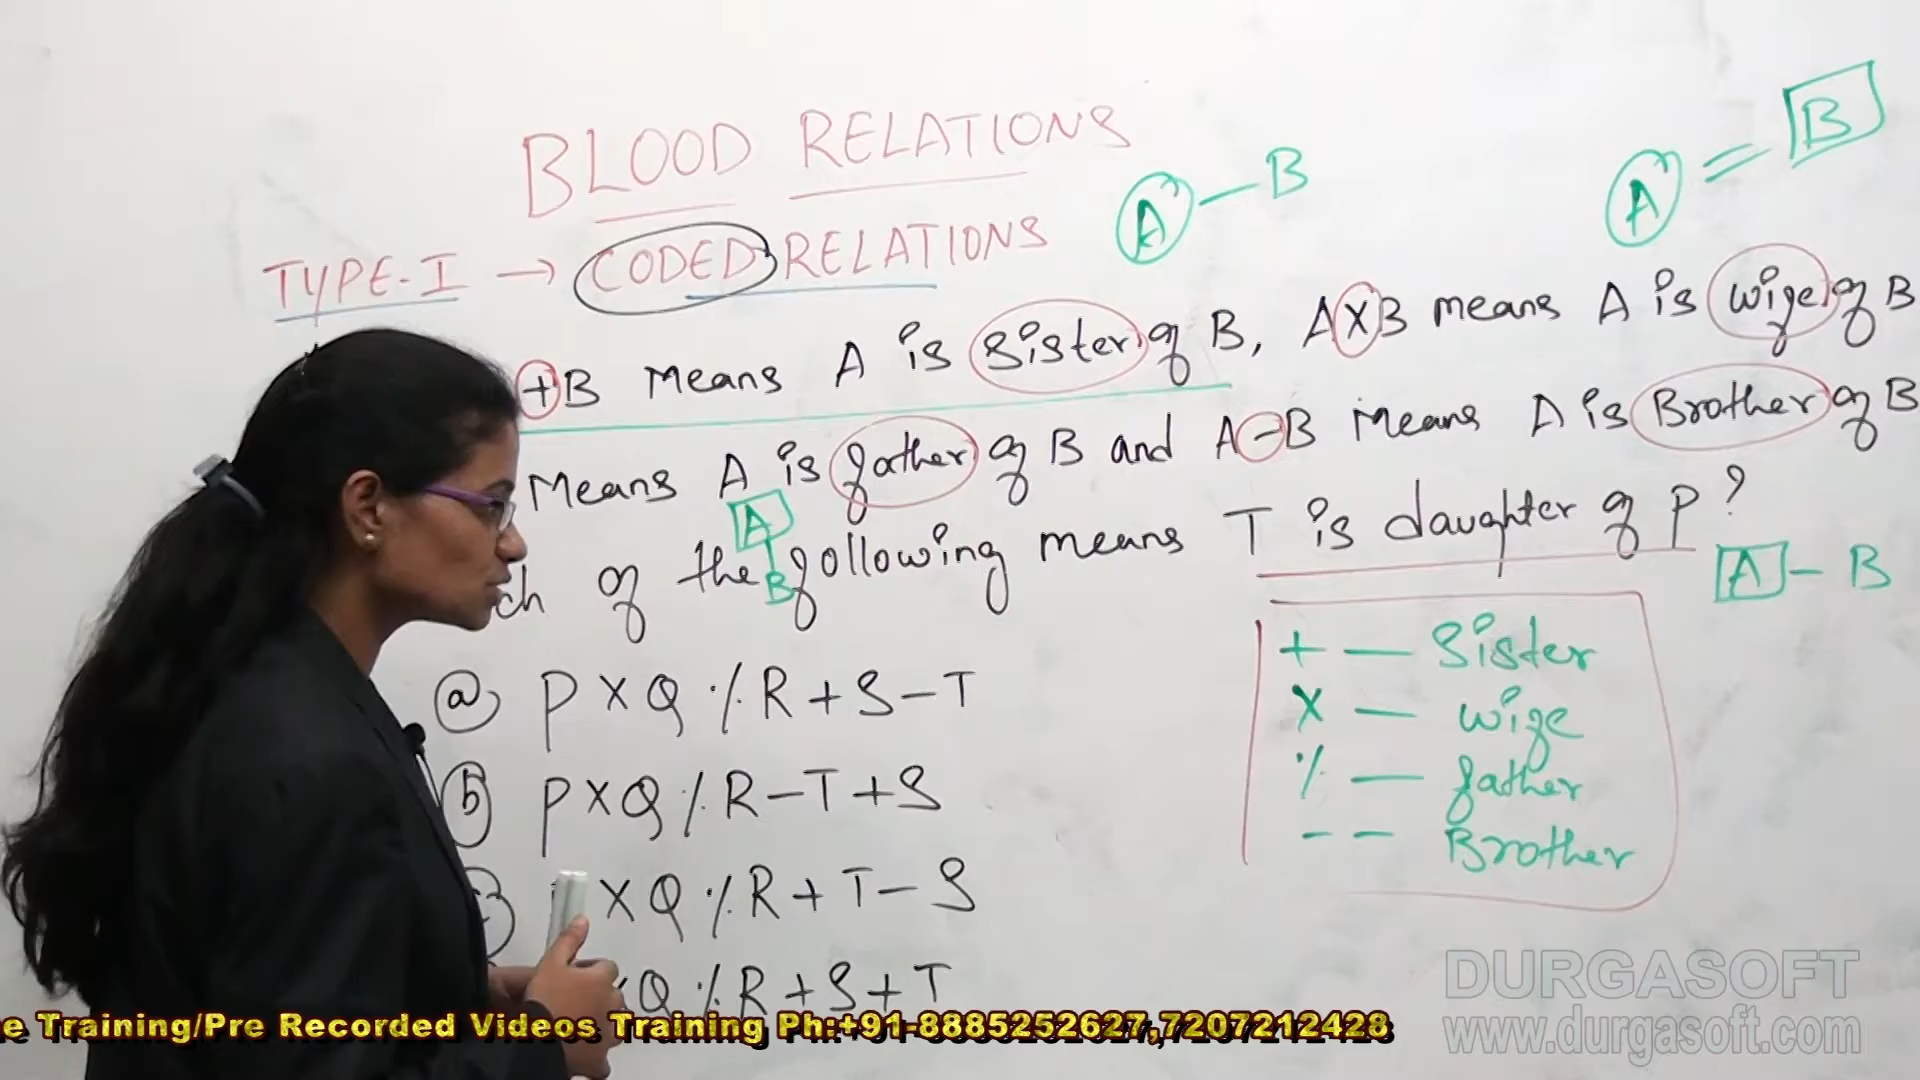 BLOOD RELATIONS
A - B
A = B
TYPE-I → CODED RELATIONS
+B Means A is Sister of B, A×B means A is wife of B
Means A is father of B and A-B Means A is Brother of B
A
B
ch of the following means T is daughter of P?
A - B
+ — Sister
× — wife
% — father
- — Brother
(a) P × Q % R + S - T
(b) P × Q % R - T + S
× Q % R + T - S
× Q % R + S + T
e Training/Pre Recorded Videos Training Ph:+91-8885252627,7207212428
DURGASOFT
www.durgasoft.com